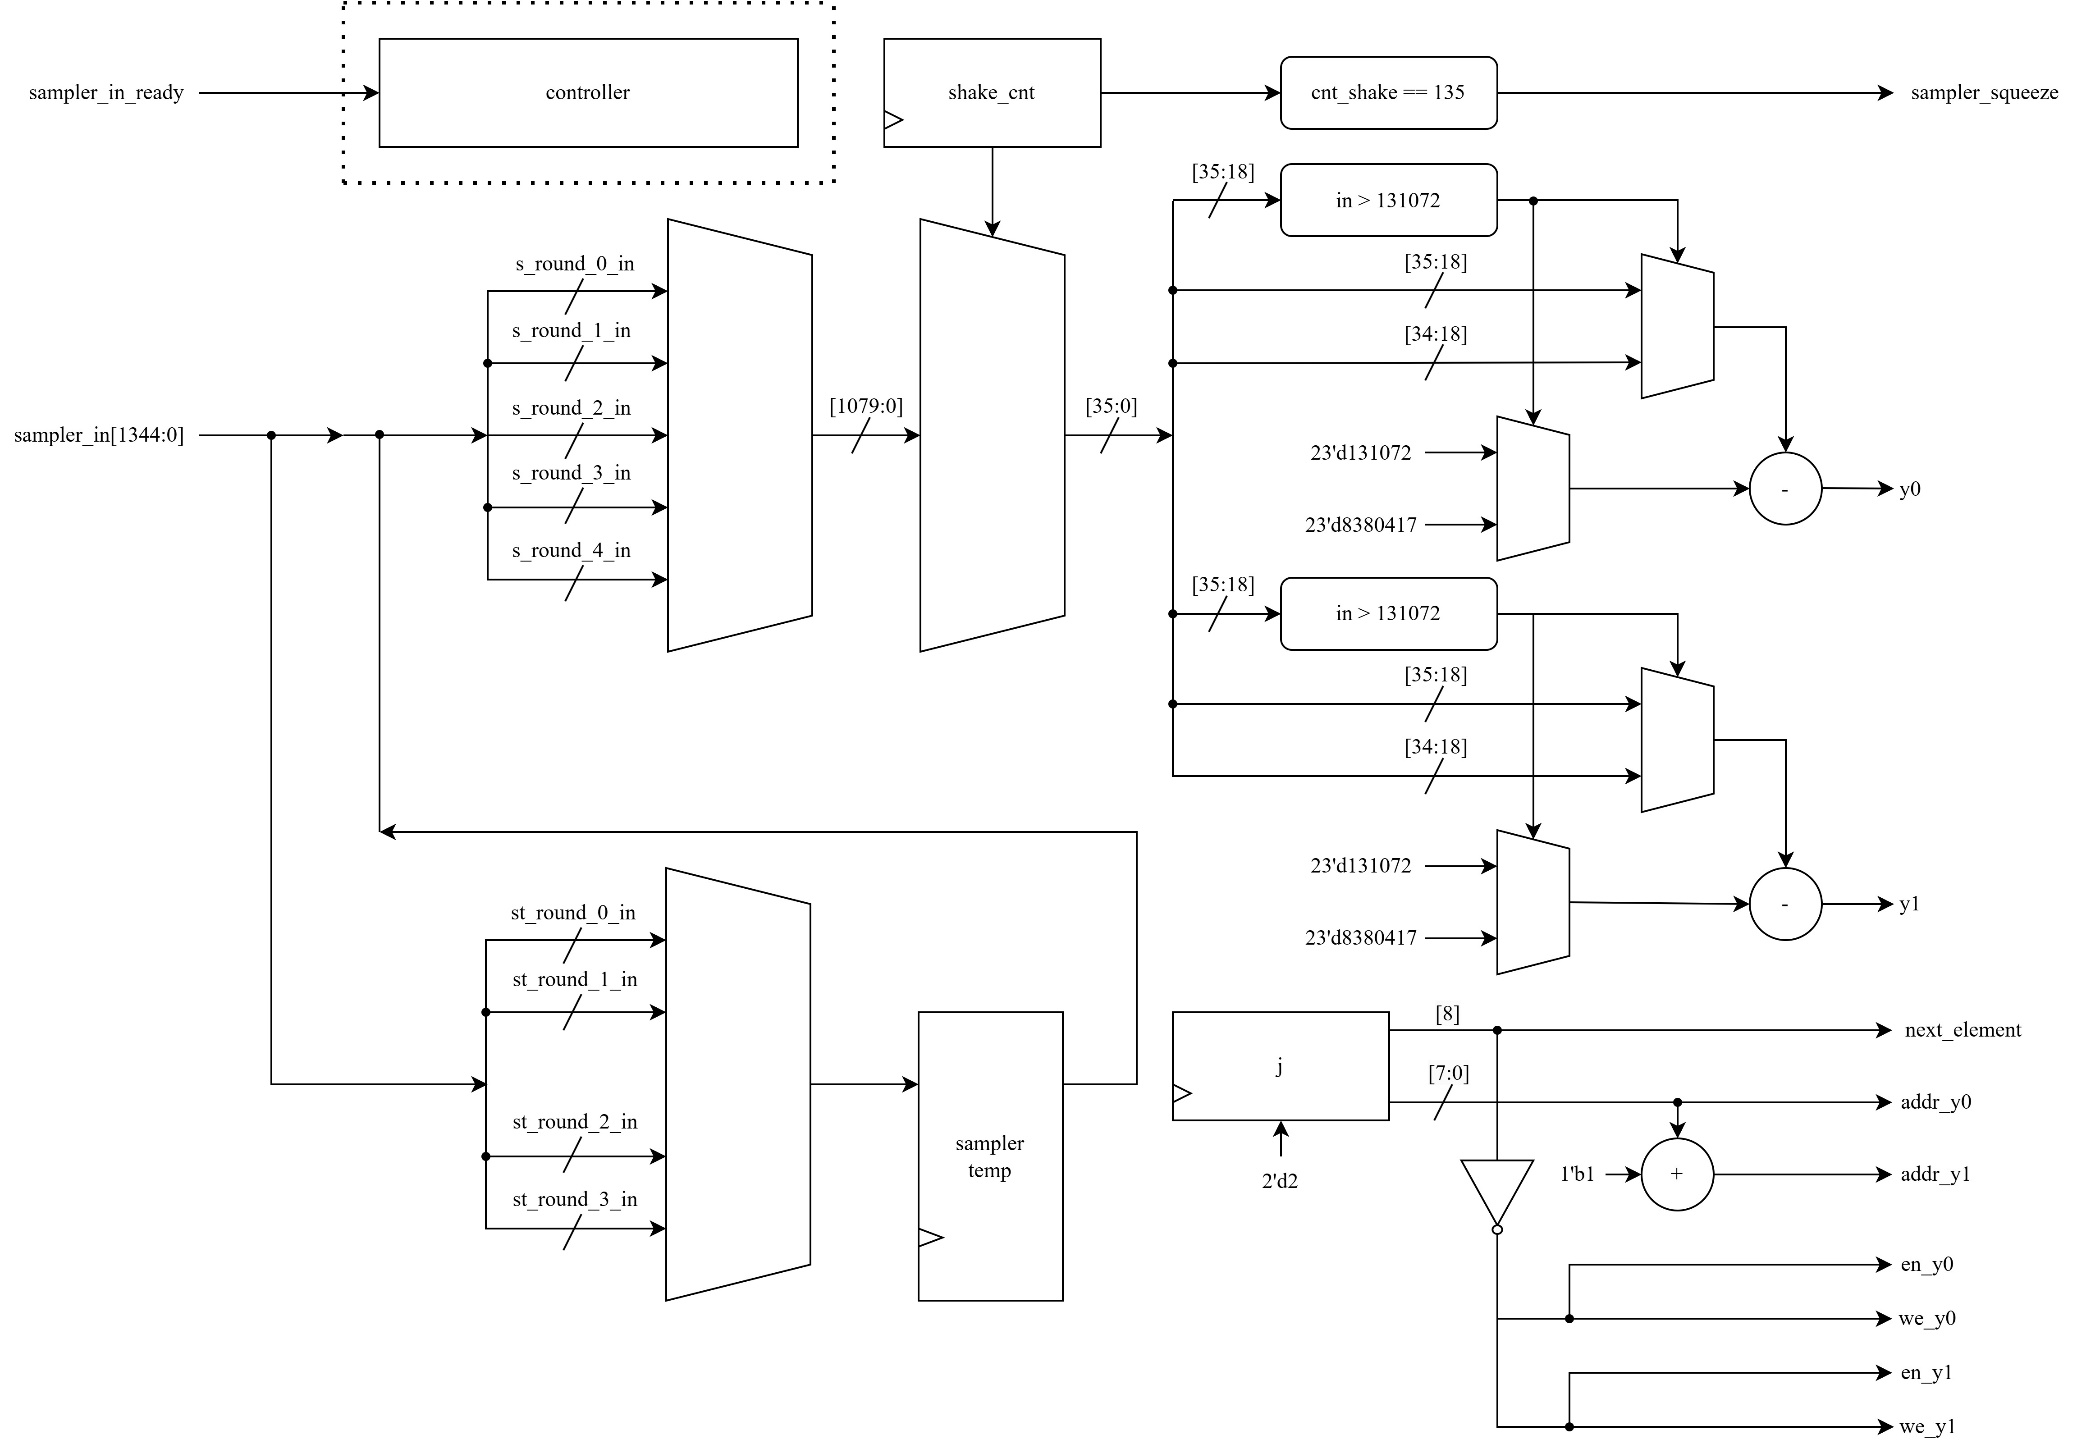 sampler_in_ready
controller
shake_cnt
cnt_shake == 135
sampler_squeeze
[35:18]
in > 131072
s_round_0_in
[35:18]
s_round_1_in
[34:18]
s_round_2_in
[1079:0]
[35:0]
sampler_in[1344:0]
23'd131072
s_round_3_in
-
y0
23'd8380417
s_round_4_in
[35:18]
in > 131072
[35:18]
[34:18]
23'd131072
-
y1
st_round_0_in
23'd8380417
st_round_1_in
[8]
next_element
j
[7:0]
addr_y0
st_round_2_in
sampler
temp
2'd2
1'b1
+
addr_y1
st_round_3_in
en_y0
we_y0
en_y1
we_y1